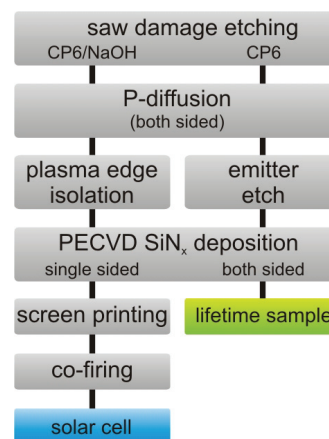 saw damage etching
CP6/NaOH CP6
P-diffusion
(both sided)
plasma edge isolation
emitter etch
PECVD SiNₓ deposition
single sided both sided
screen printing
lifetime sample
co-firing
solar cell